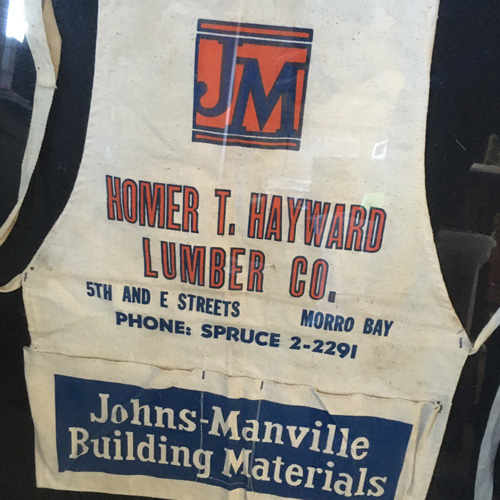 JM
HOMER T. HAYWARD
LUMBER CO.
5TH AND E STREETS MORRO BAY
PHONE: SPRUCE 2-2291
Johns-Manville
Building Materials